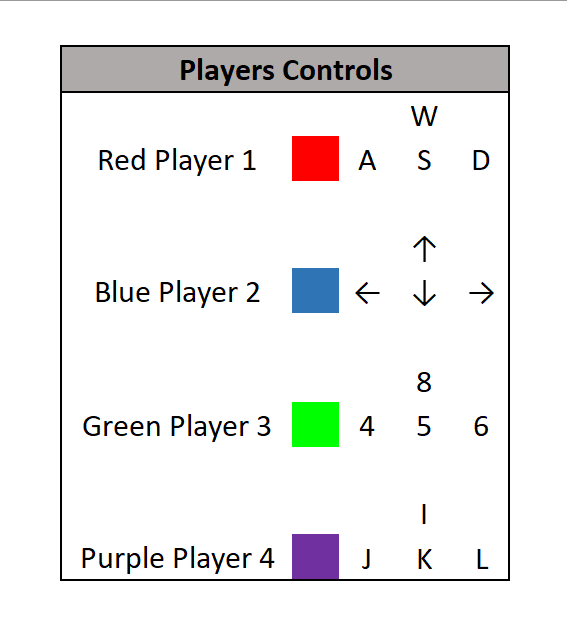 Players Controls
W
Red Player 1 A S D
↑
Blue Player 2 ← ↓ →
8
Green Player 3 4 5 6
I
Purple Player 4 J K L